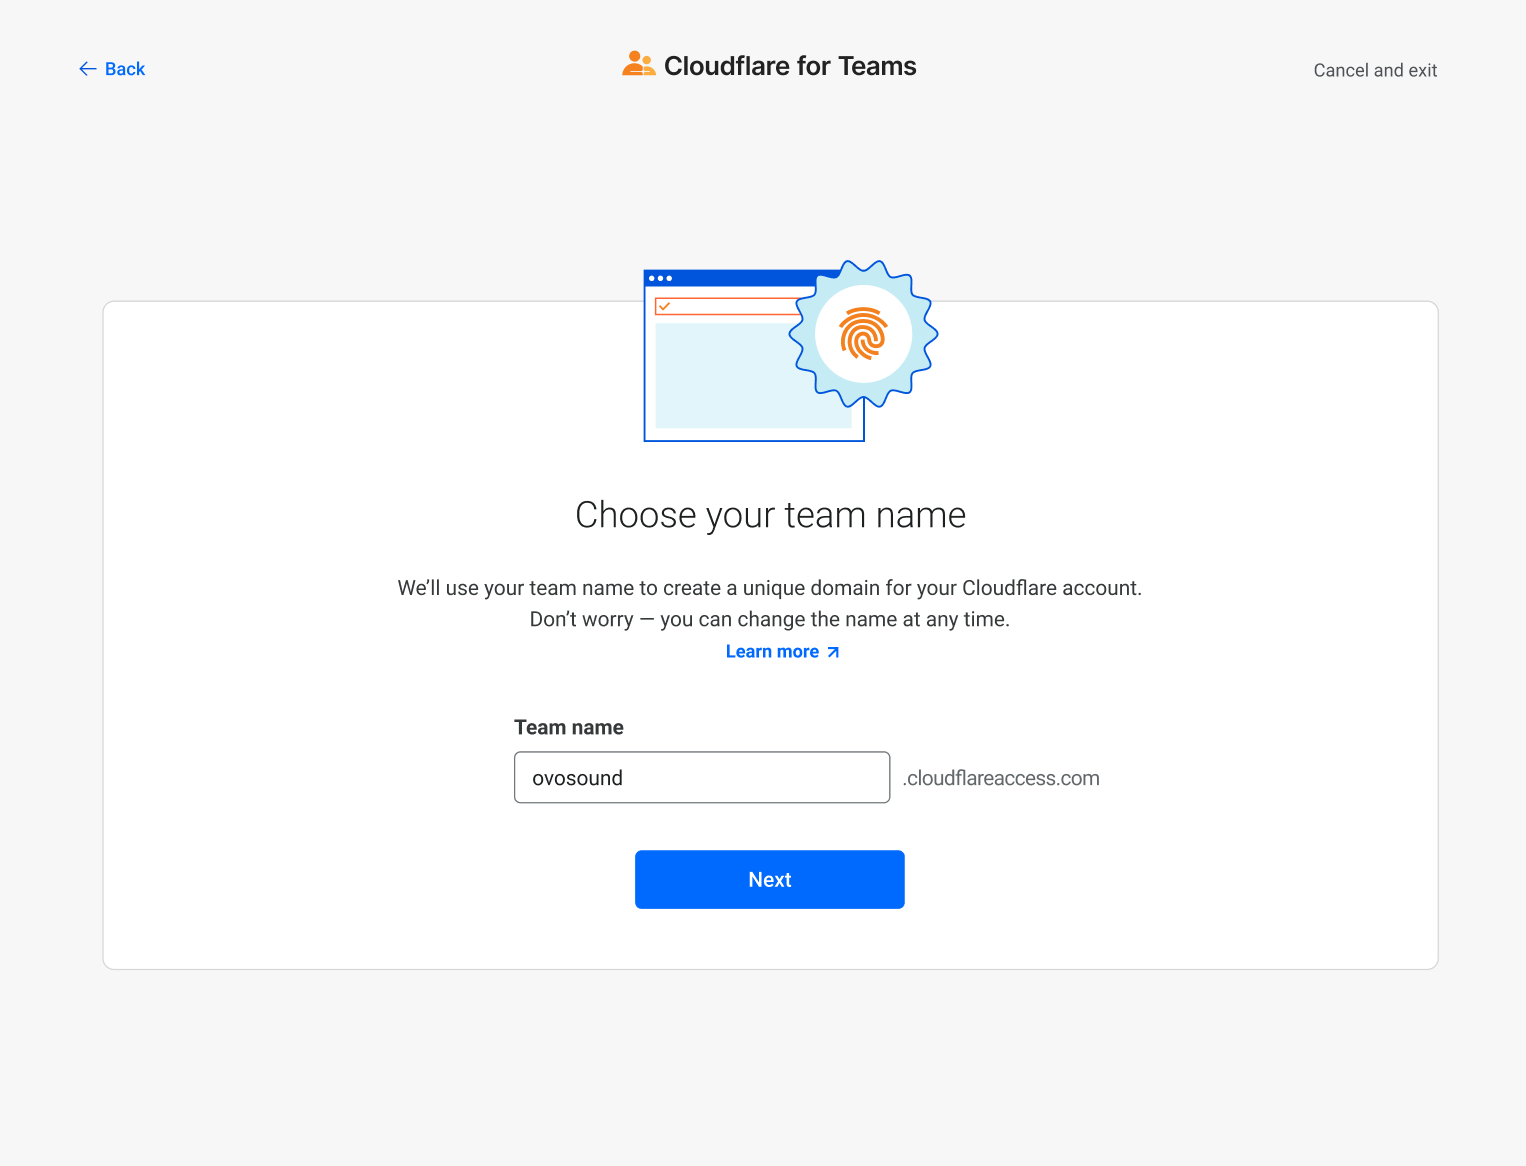 Back
Cloudflare for Teams
Cancel and exit
Choose your team name
We’ll use your team name to create a unique domain for your Cloudflare account.
Don’t worry — you can change the name at any time.
Learn more
Team name
ovosound
.cloudflareaccess.com
Next